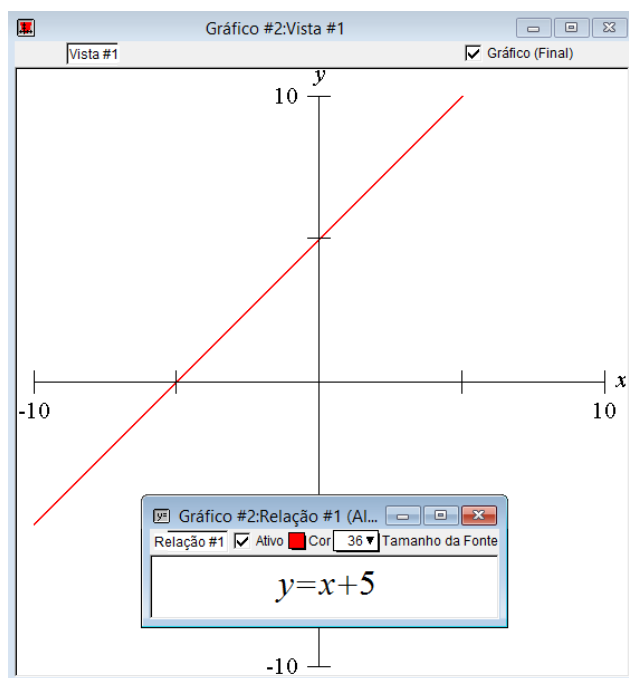 Gráfico #2:Vista #1
Vista #1 Gráfico (Final)
y
10
x
-10 10
y= Gráfico #2:Relação #1 (Al...
Relação #1 Ativo Cor 36 Tamanho da Fonte
y=x+5
-10